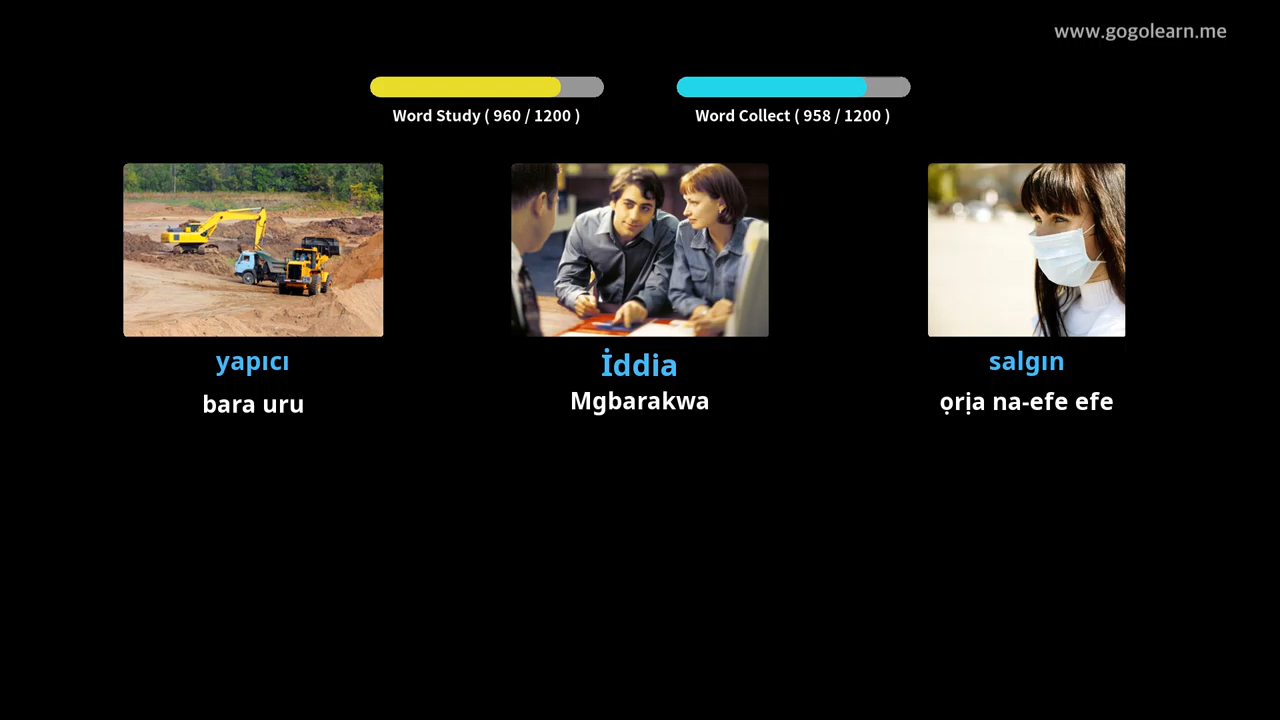 www.gogolearn.me
Word Study ( 960 / 1200 )
Word Collect ( 958 / 1200 )
yapıcı
İddia
salgın
bara uru
Mgbarakwa
ọrịa na-efe efe